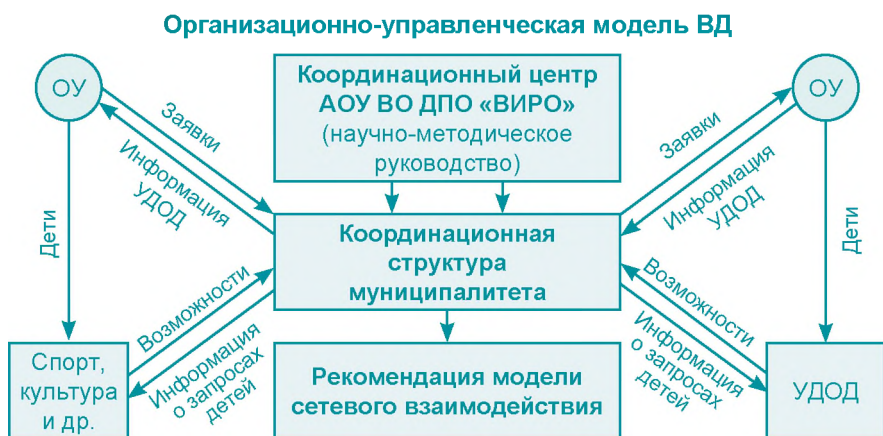 Организационно-управленческая модель ВД
ОУ
Координационный центр
АОУ ВО ДПО «ВИРО»
(научно-методическое
руководство)
ОУ
Заявки
Информация
УДОД
Заявки
Информация
УДОД
Дети
Координационная
структура
муниципалитета
Дети
Возможности
Информация
о запросах
детей
Возможности
Информация
о запросах
детей
Спорт,
культура
и др.
Рекомендация модели
сетевого взаимодействия
УДОД